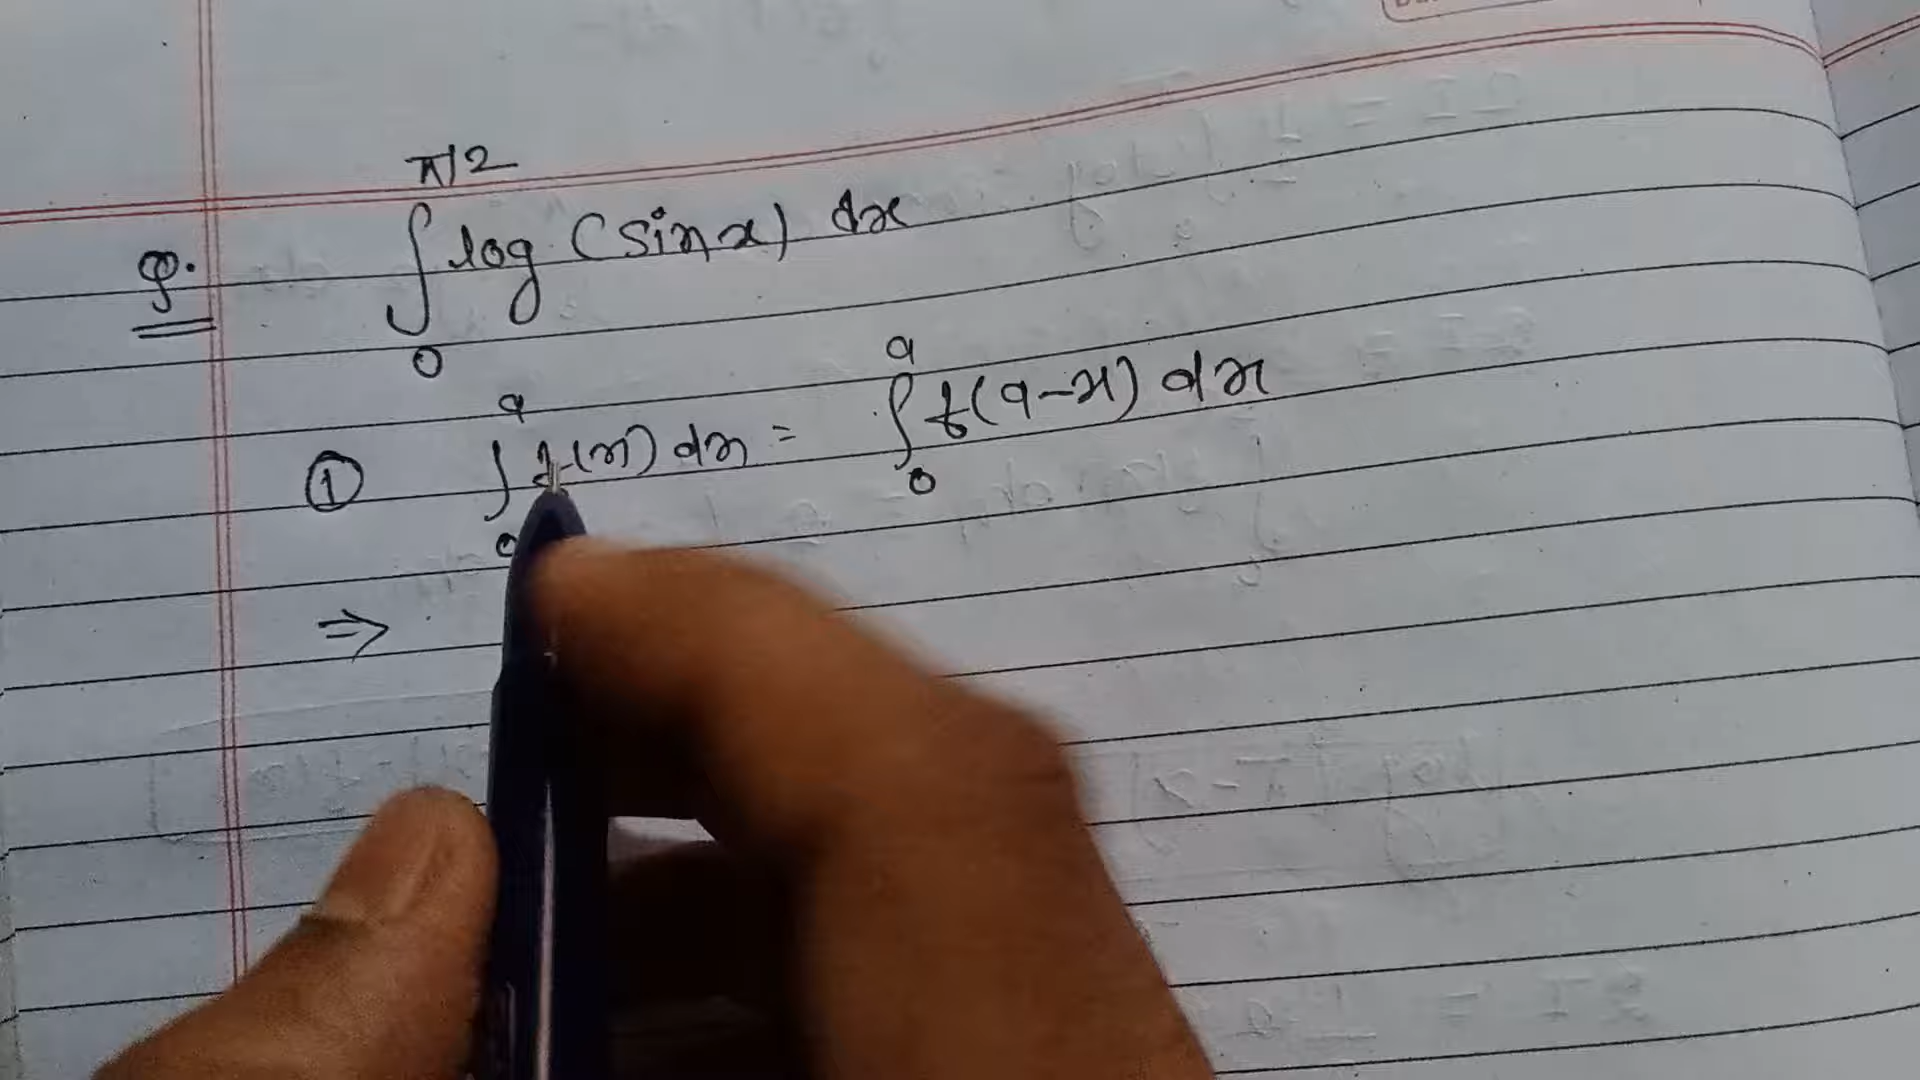 Q. ∫₀^π/2 log (sin x) dx
① ∫₀^a f(x) dx = ∫₀^a f(a-x) dx
⇒